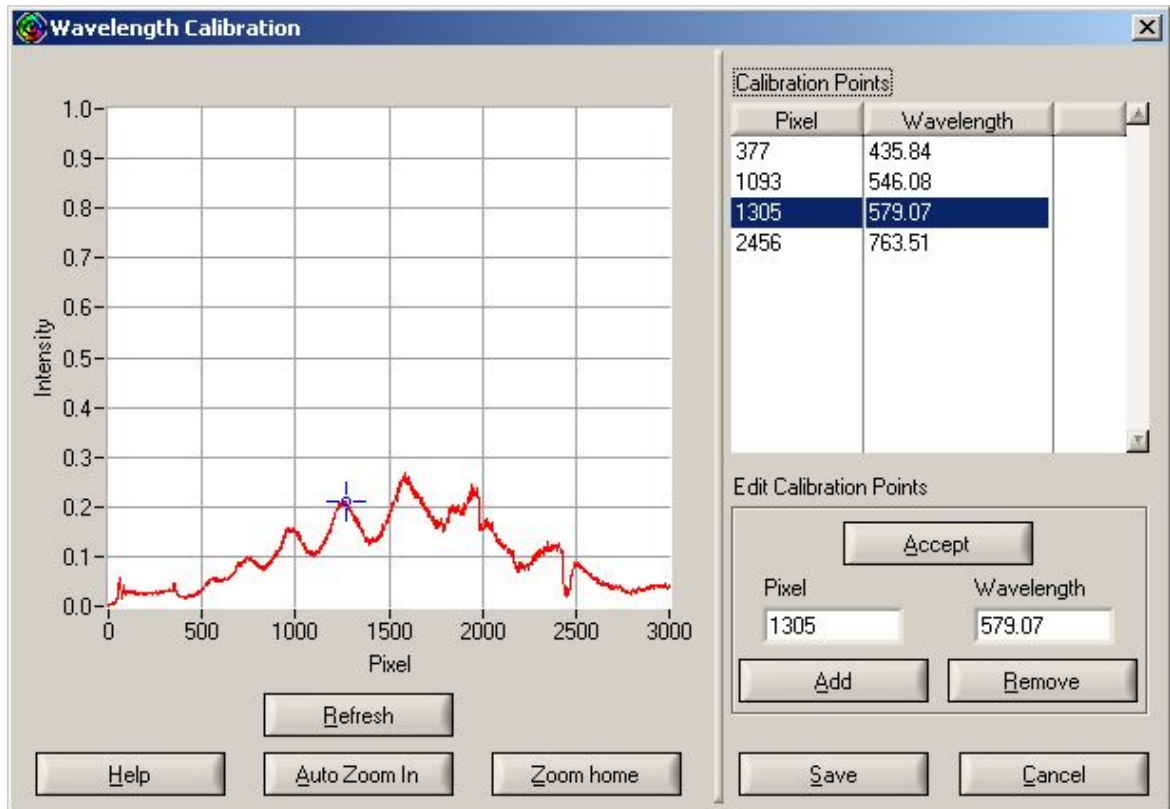 Wavelength Calibration
1.0
0.9
0.8
0.7
0.6
0.5
0.4
0.3
0.2
0.1
0.0
Intensity
0 500 1000 1500 2000 2500 3000
Pixel
Refresh
Help Auto Zoom In Zoom home
Calibration Points
Pixel Wavelength
377 435.84
1093 546.08
1305 579.07
2456 763.51
Edit Calibration Points
Accept
Pixel Wavelength
1305 579.07
Add Remove
Save Cancel